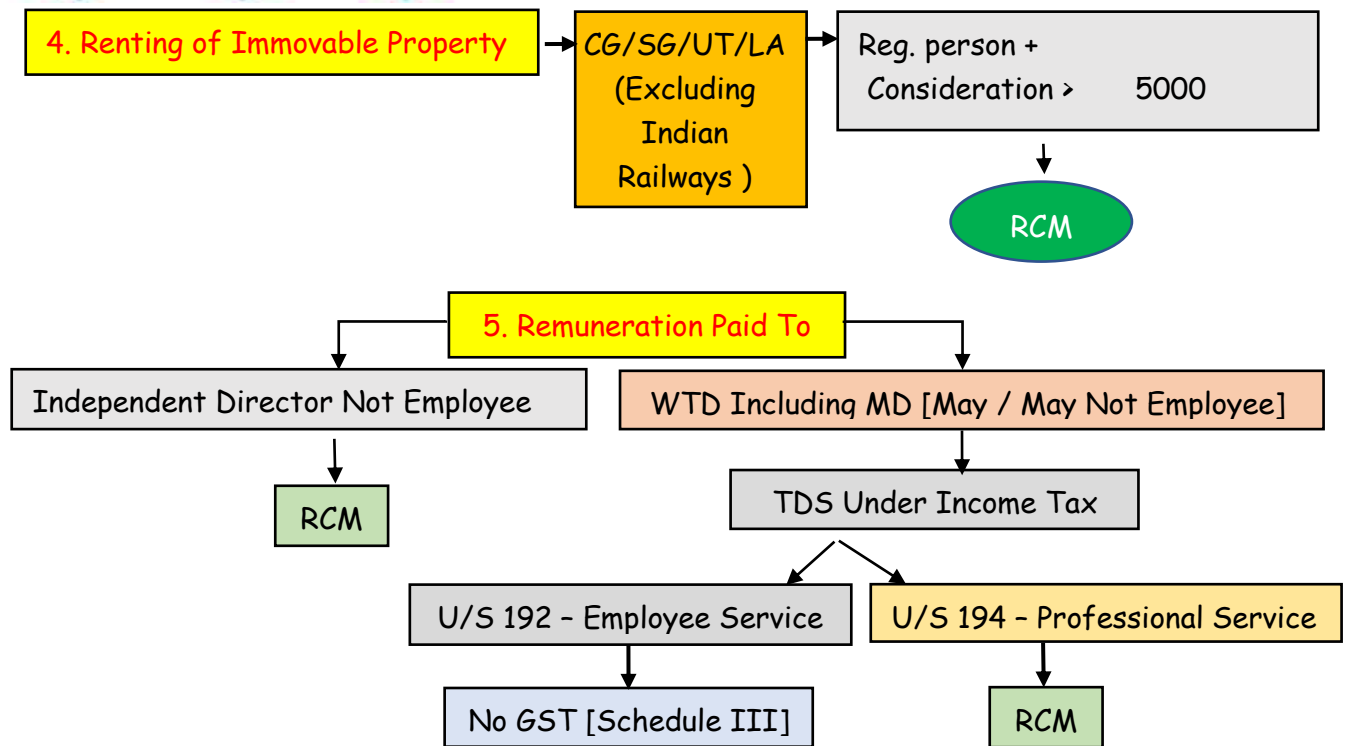 4. Renting of Immovable Property
CG/SG/UT/LA
(Excluding
Indian
Railways )
Reg. person +
Consideration > 5000
RCM
5. Remuneration Paid To
Independent Director Not Employee
WTD Including MD [May / May Not Employee]
RCM
TDS Under Income Tax
U/S 192 – Employee Service
U/S 194 – Professional Service
No GST [Schedule III]
RCM